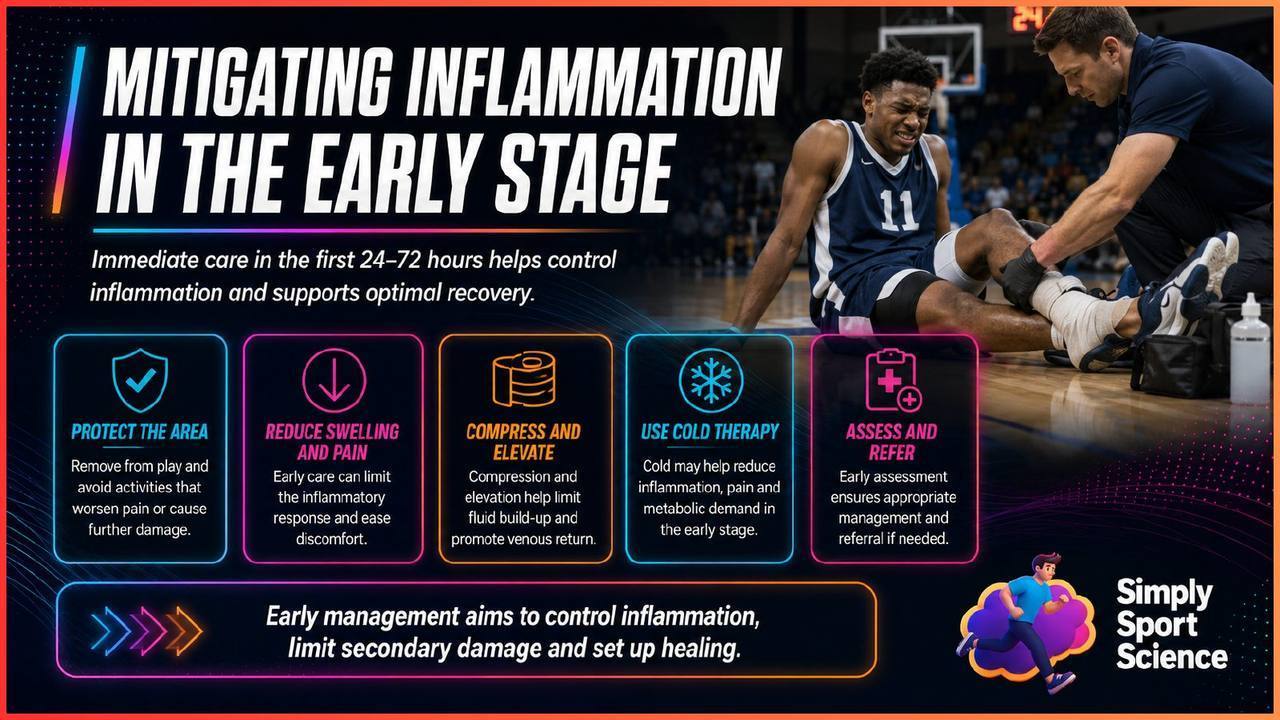 MITIGATING INFLAMMATION
IN THE EARLY STAGE
Immediate care in the first 24–72 hours helps control
inflammation and supports optimal recovery.
PROTECT THE AREA
Remove from play and
avoid activities that
worsen pain or cause
further damage.
REDUCE SWELLING
AND PAIN
Early care can limit
the inflammatory
response and ease
discomfort.
COMPRESS AND
ELEVATE
Compression and
elevation help limit
fluid build-up and
promote venous return.
USE COLD THERAPY
Cold may help reduce
inflammation, pain and
metabolic demand in
the early stage.
ASSESS AND
REFER
Early assessment
ensures appropriate
management and
referral if needed.
Early management aims to control inflammation,
limit secondary damage and set up healing.
11
24
Simply
Sport
Science